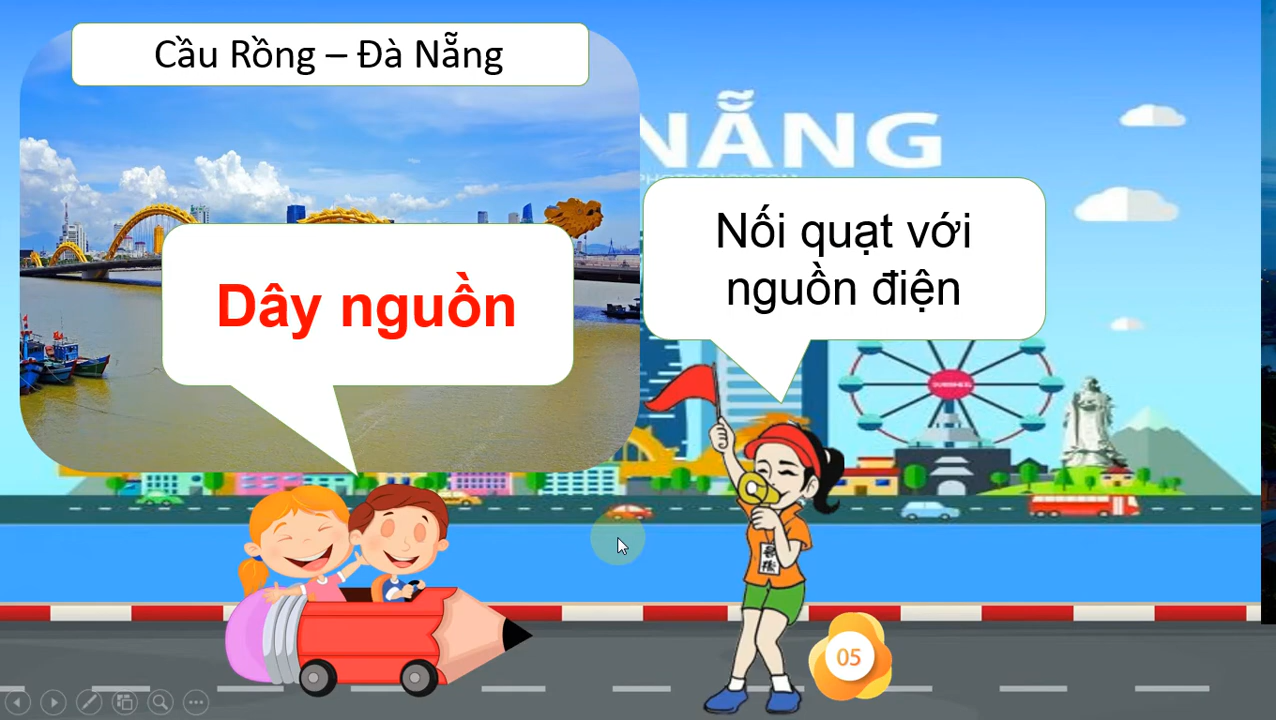 Cầu Rồng – Đà Nẵng
NẴNG
Dây nguồn
Nối quạt với
nguồn điện
05